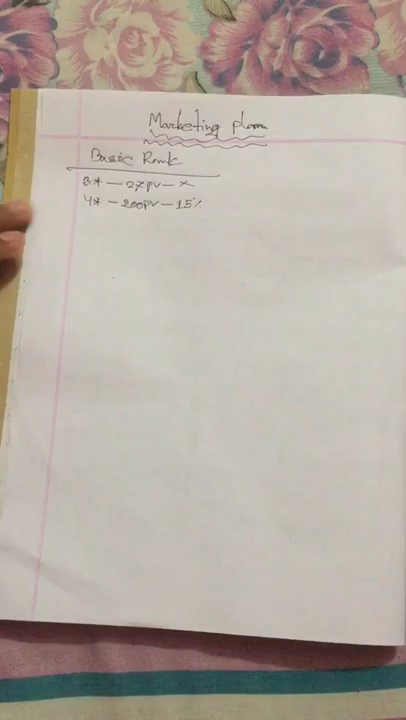 Marketing plan
Basic Rank
3* — 27pv — x
4* — 200pv — 15%